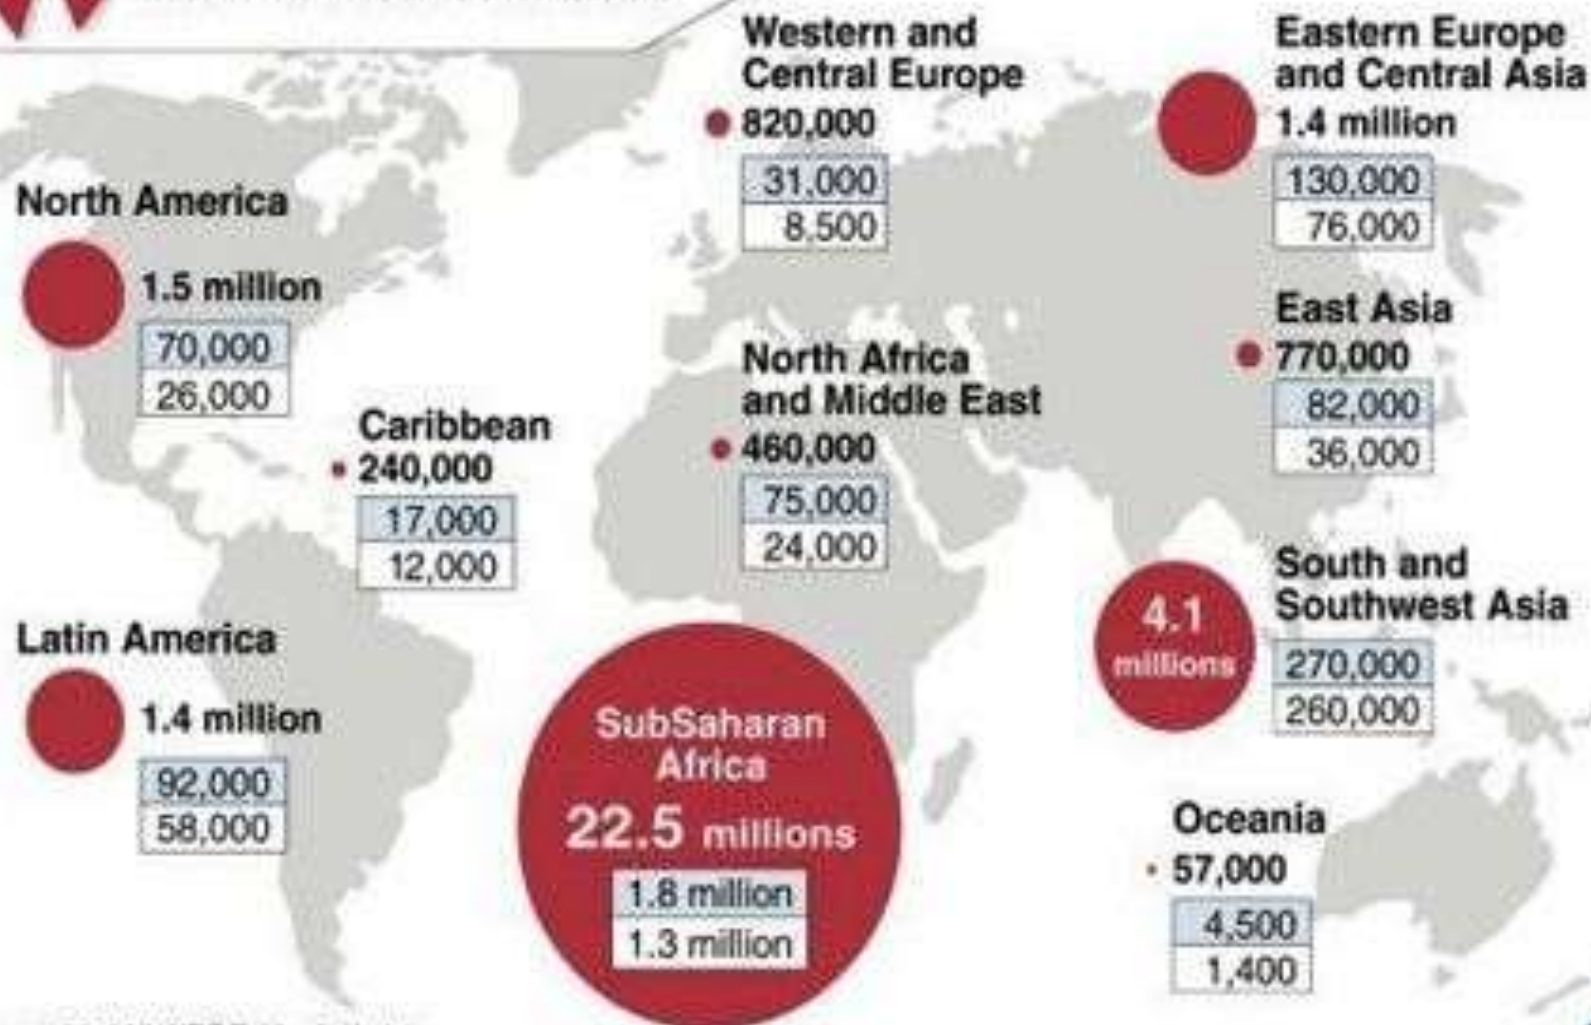 Western and
Central Europe
820,000
31,000
8,500
Eastern Europe
and Central Asia
1.4 million
130,000
76,000
North America
1.5 million
70,000
26,000
East Asia
770,000
82,000
36,000
North Africa
and Middle East
460,000
75,000
24,000
Caribbean
240,000
17,000
12,000
South and
Southwest Asia
4.1
millions
270,000
260,000
Latin America
1.4 million
92,000
58,000
SubSaharan
Africa
22.5 millions
1.8 million
1.3 million
Oceania
57,000
4,500
1,400